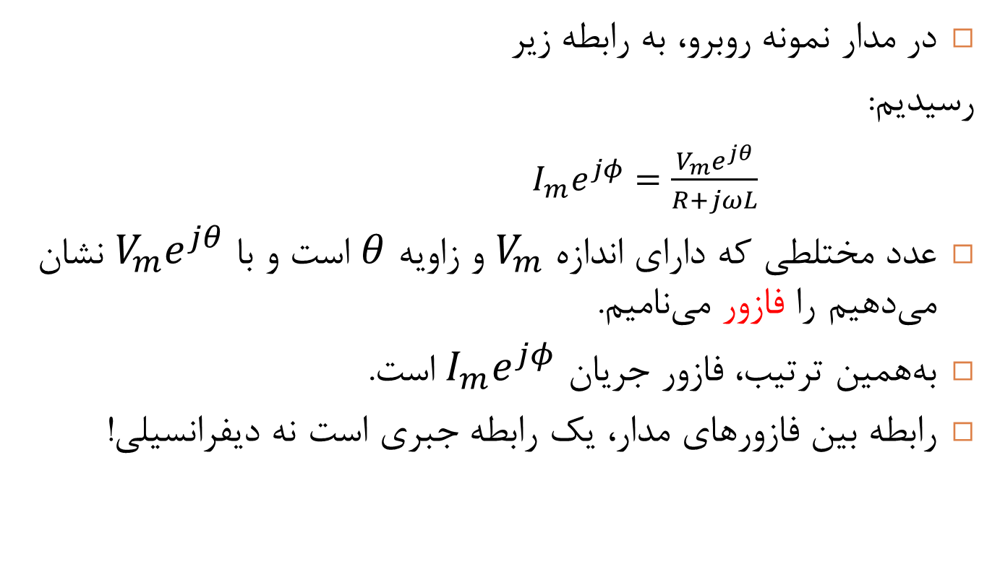 □ در مدار نمونه روبرو، به رابطه زیر
رسیدیم:
$I_m e^{j\phi} = \frac{V_m e^{j\theta}}{R+j\omega L}$
□ عدد مختلطی که دارای اندازه $V_m$ و زاویه $\theta$ است و با $V_m e^{j\theta}$ نشان
می‌دهیم را فازور می‌نامیم.
□ به‌همین ترتیب، فازور جریان $I_m e^{j\phi}$ است.
□ رابطه بین فازورهای مدار، یک رابطه جبری است نه دیفرانسیلی!